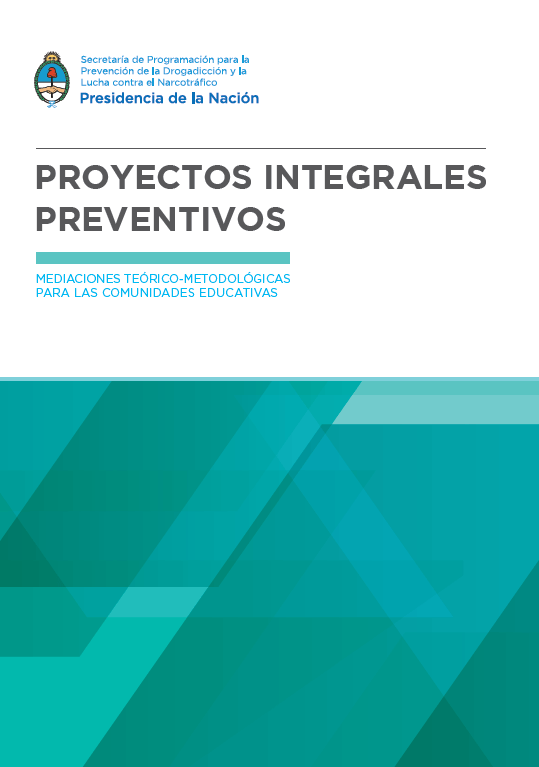 Secretaría de Programación para la
Prevención de la Drogadicción y la
Lucha contra el Narcotráfico
Presidencia de la Nación
PROYECTOS INTEGRALES
PREVENTIVOS
MEDIACIONES TEÓRICO-METODOLÓGICAS
PARA LAS COMUNIDADES EDUCATIVAS